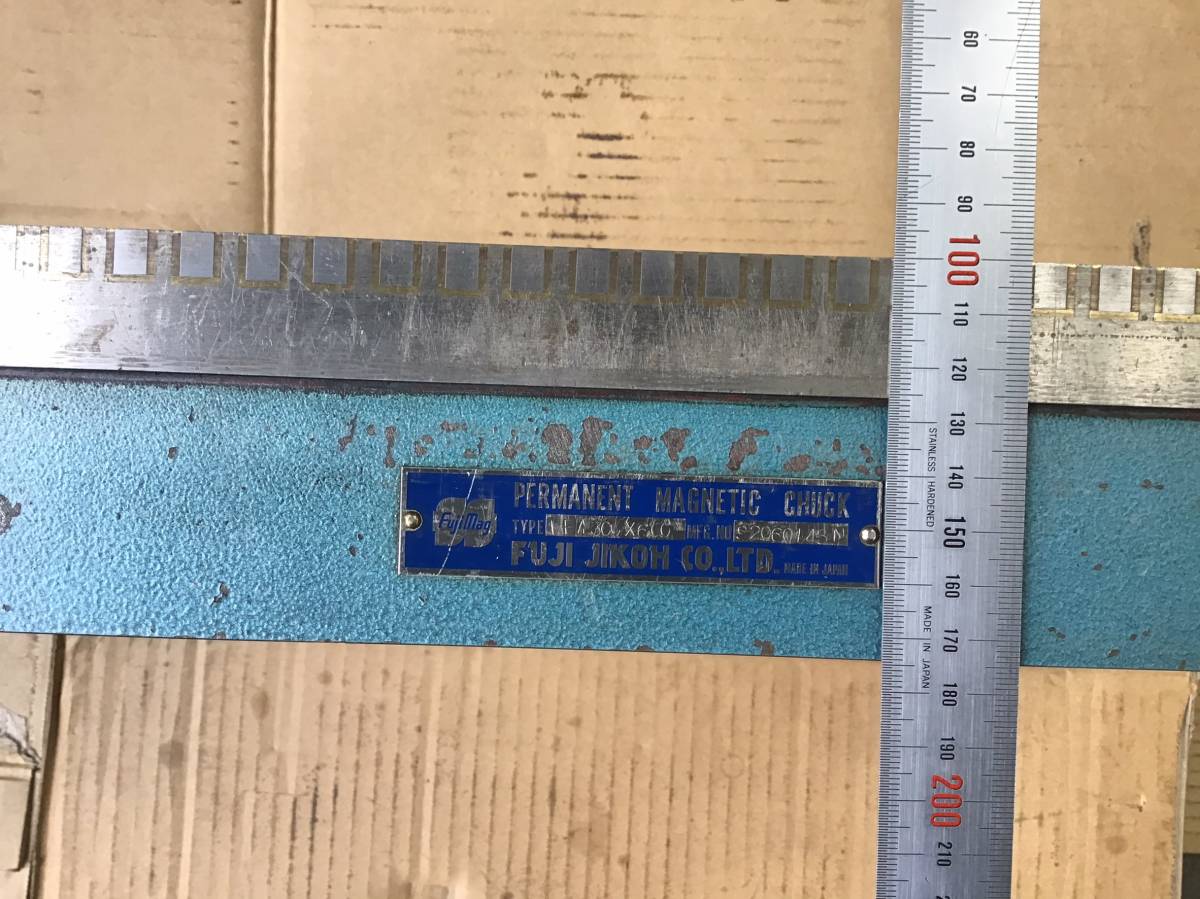 PERMANENT MAGNETIC CHUCK
FujiMag
TYPE MFG. NO
FUJI JIKOH CO.,LTD. MADE IN JAPAN
60
70
80
90
100
110
120
130
140
150
160
170
180
190
200
210
STAINLESS HARDENED
MADE IN JAPAN